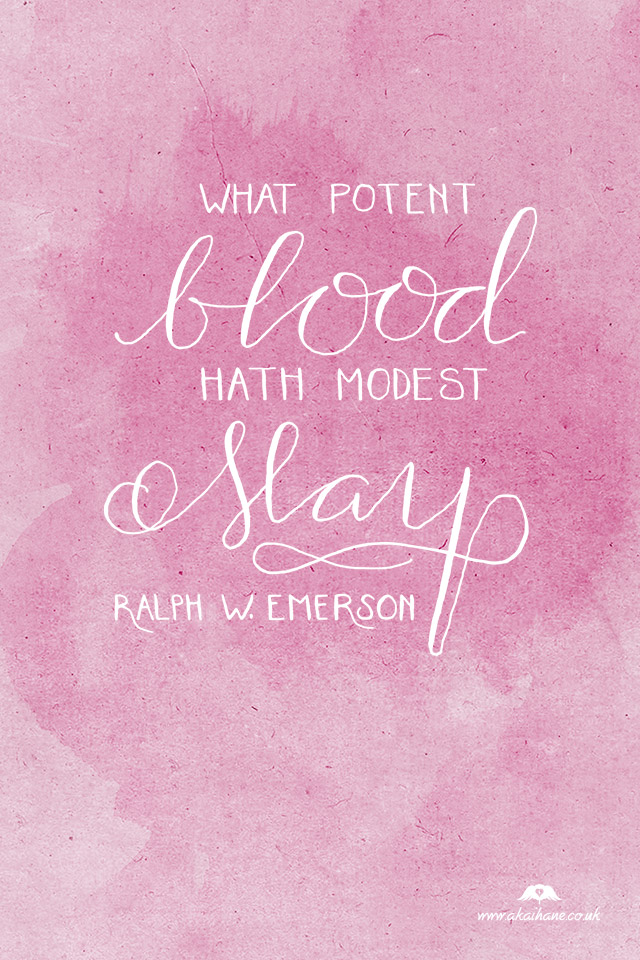 WHAT POTENT
blood
HATH MODEST
May
RALPH W. EMERSON
www.akaihane.co.uk